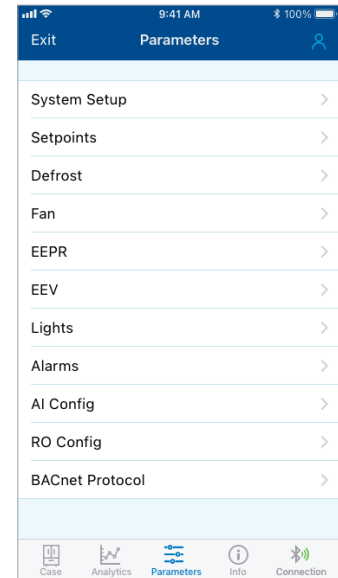 9:41 AM
100%
Exit
Parameters
System Setup
Setpoints
Defrost
Fan
EEPR
EEV
Lights
Alarms
AI Config
RO Config
BACnet Protocol
Case
Analytics
Parameters
Info
Connection